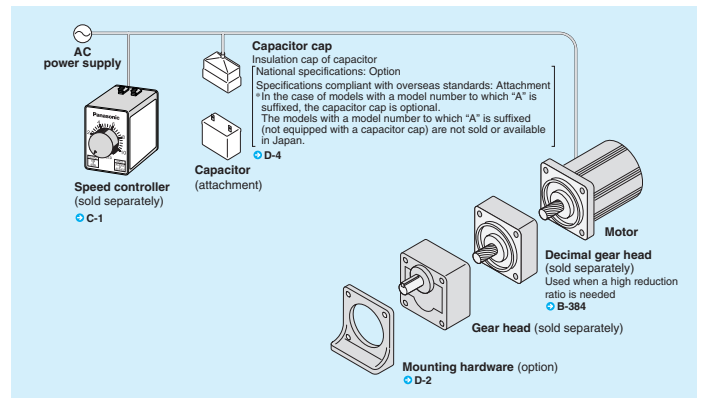 AC
power supply
Capacitor cap
Insulation cap of capacitor
National specifications: Option
Specifications compliant with overseas standards: Attachment
*In the case of models with a model number to which “A” is
suffixed, the capacitor cap is optional.
The models with a model number to which “A” is suffixed
(not equipped with a capacitor cap) are not sold or available
in Japan.
D-4
Panasonic
Speed controller
(sold separately)
C-1
Capacitor
(attachment)
Motor
Decimal gear head
(sold separately)
Used when a high reduction
ratio is needed
B-384
Gear head (sold separately)
Mounting hardware (option)
D-2